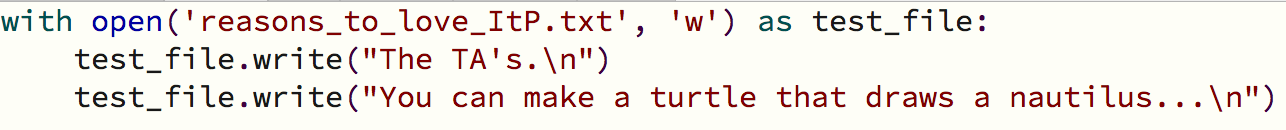 with open('reasons_to_love_ItP.txt', 'w') as test_file:
    test_file.write("The TA's.\n")
    test_file.write("You can make a turtle that draws a nautilus...\n")